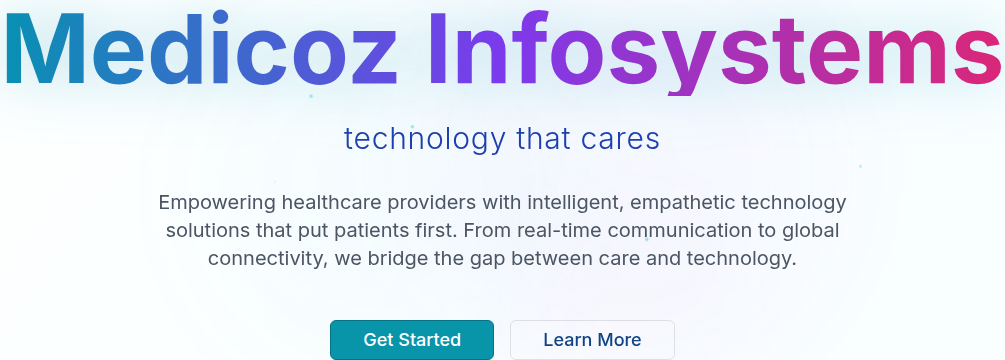 Medicoz Infosystems
technology that cares
Empowering healthcare providers with intelligent, empathetic technology
solutions that put patients first. From real-time communication to global
connectivity, we bridge the gap between care and technology.
Get Started
Learn More